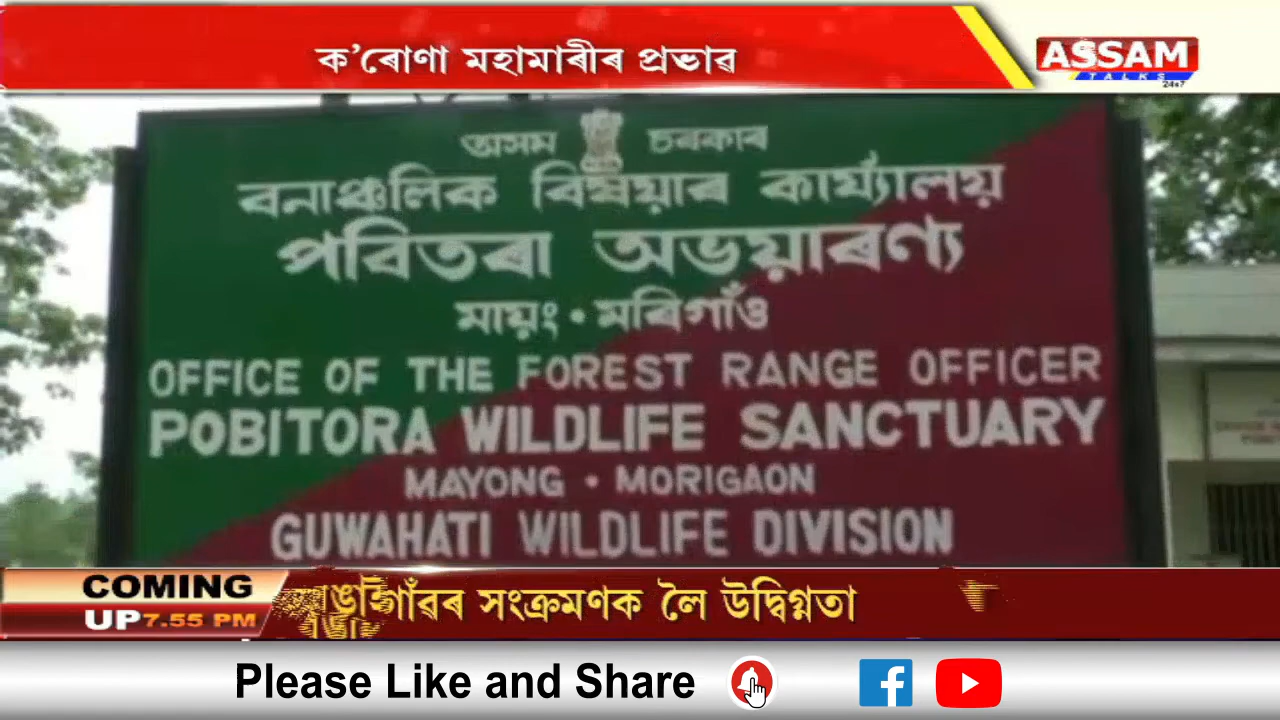 ক’ৰোণা মহামাৰীৰ প্ৰভাৱ
ASSAM
TALKS
24x7
অসম চৰকাৰ
বনাঞ্চলিক বিষয়াৰ কাৰ্য্যালয়
পবিতৰা অভয়াৰণ্য
মায়ং • মৰিগাঁও
OFFICE OF THE FOREST RANGE OFFICER
POBITORA WILDLIFE SANCTUARY
MAYONG • MORIGAON
GUWAHATI WILDLIFE DIVISION
COMING
UP 7.55 PM
সংক্ৰমণক লৈ উদ্বিগ্নতা
Please Like and Share